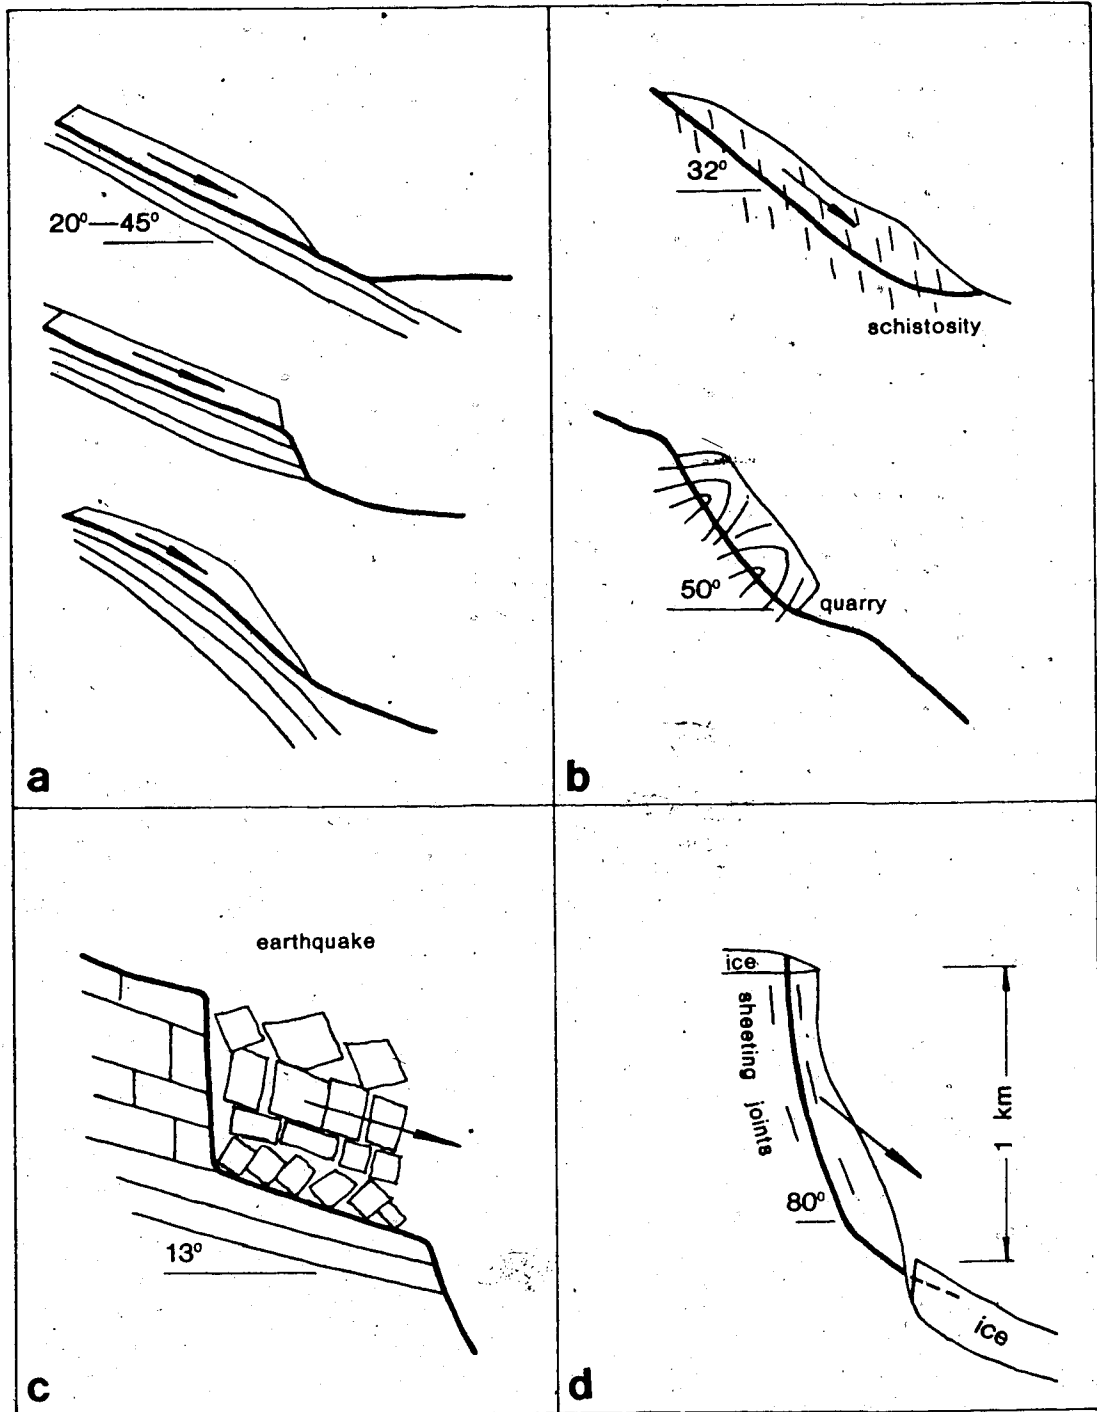 20°—45°
a
32°
schistosity
50°
quarry
b
earthquake
13°
c
ice
sheeting joints
1 km
80°
ice
d